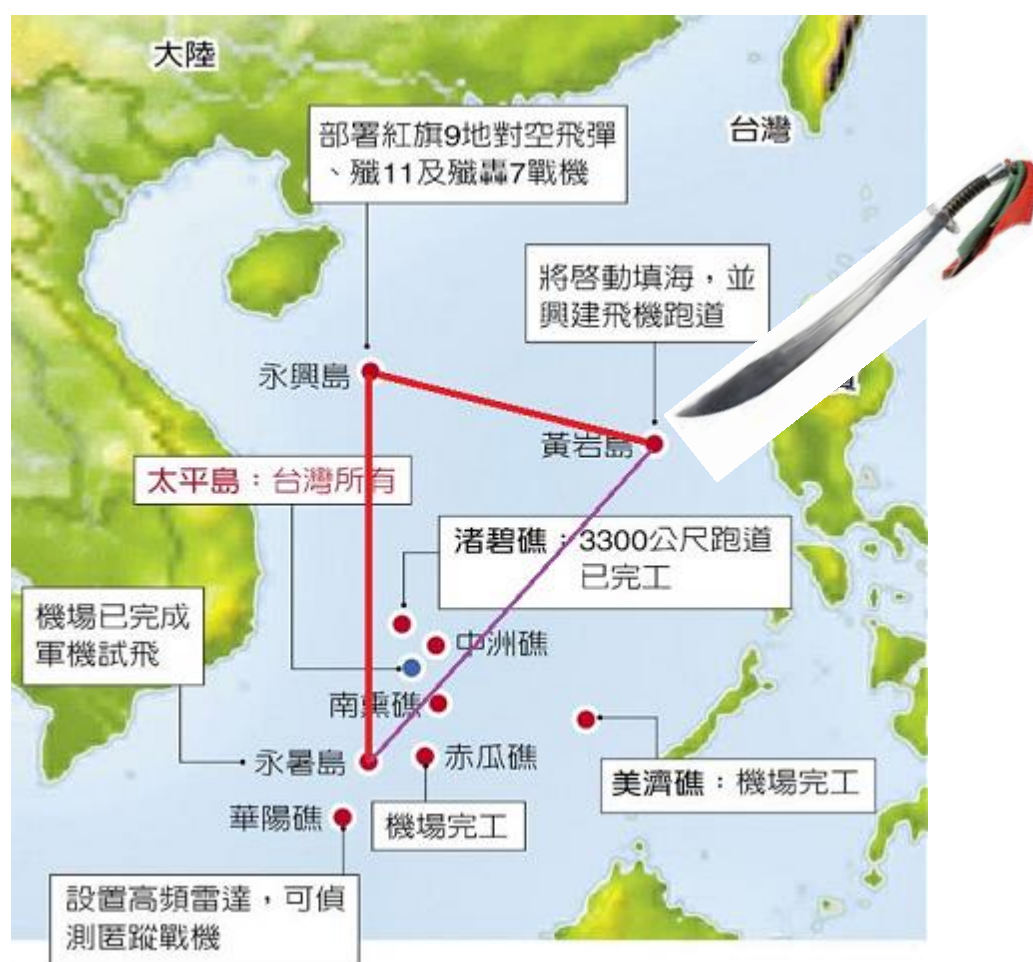 大陸
台灣
部署紅旗9地對空飛彈
、殲11及殲轟7戰機
將啓動填海，並
興建飛機跑道
永興島
黃岩島
太平島：台灣所有
渚碧礁：3300公尺跑道
已完工
機場已完成
軍機試飛
中洲礁
南熏礁
永暑島
赤瓜礁
美濟礁：機場完工
華陽礁
機場完工
設置高頻雷達，可偵
測匿蹤戰機